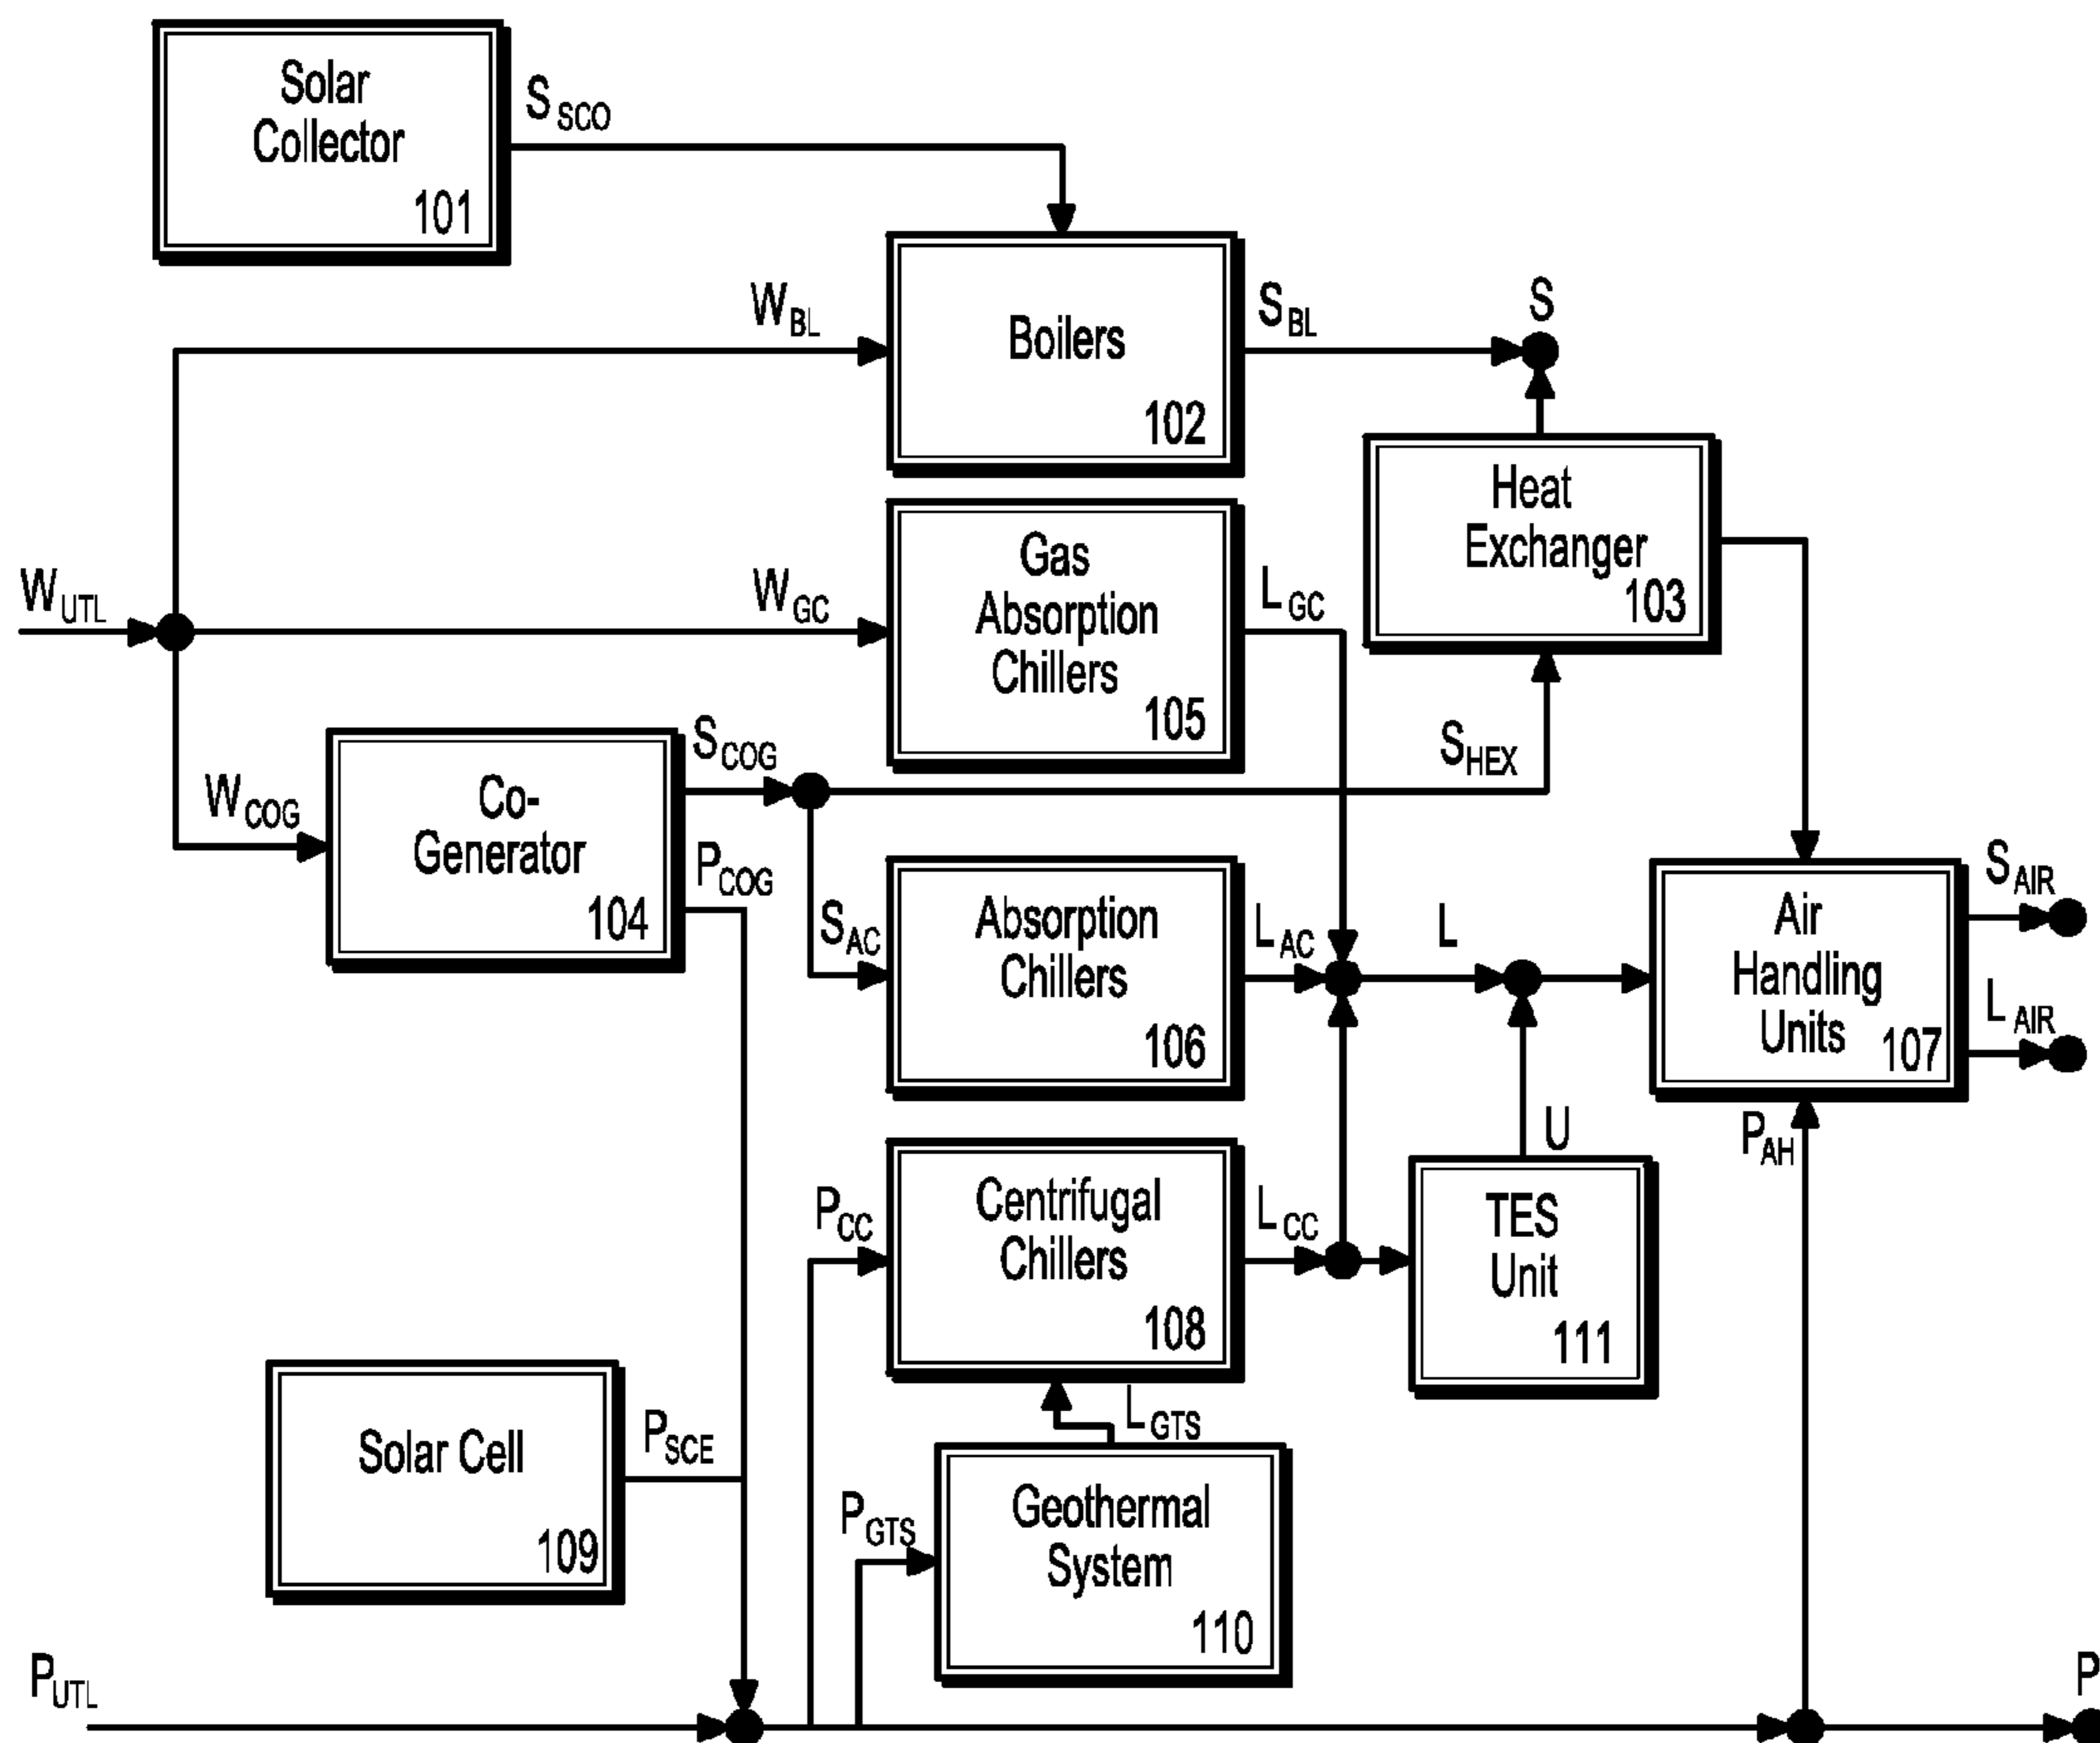 Solar
Collector
101
S SCO
W BL
Boilers
102
S BL
S
Heat
Exchanger
103
W UTL
W GC
Gas
Absorption
Chillers
105
L GC
S HEX
W COG
Co-
Generator
104
S COG
P COG
S AC
Absorption
Chillers
106
L AC
L
Air
Handling
Units
107
S AIR
L AIR
P AH
U
TES
Unit
111
P CC
Centrifugal
Chillers
108
L CC
L GTS
Solar Cell
109
P SCE
P GTS
Geothermal
System
110
P UTL
P